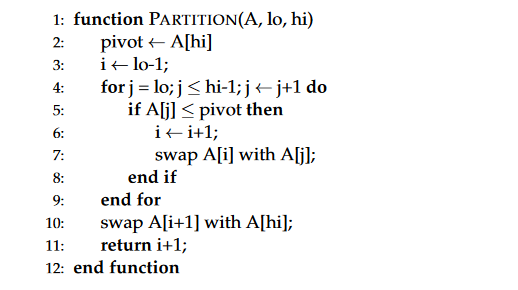 1: function PARTITION(A, lo, hi)
2: pivot ← A[hi]
3: i ← lo-1;
4: for j = lo; j ≤ hi-1; j ← j+1 do
5: if A[j] ≤ pivot then
6: i ← i+1;
7: swap A[i] with A[j];
8: end if
9: end for
10: swap A[i+1] with A[hi];
11: return i+1;
12: end function